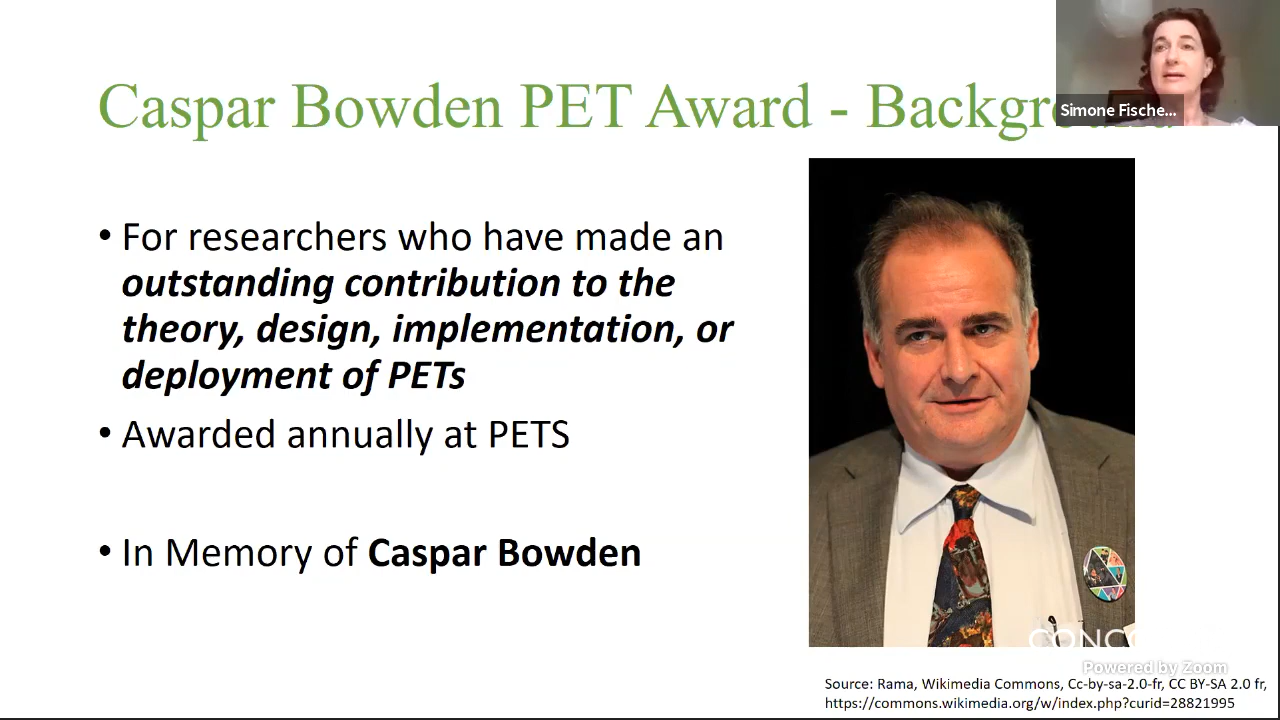 Caspar Bowden PET Award - Backgr
Simone Fische...
• For researchers who have made an
outstanding contribution to the
theory, design, implementation, or
deployment of PETs
• Awarded annually at PETS
• In Memory of Caspar Bowden
CONCO
Powered by Zoom
Source: Rama, Wikimedia Commons, Cc-by-sa-2.0-fr, CC BY-SA 2.0 fr,
https://commons.wikimedia.org/w/index.php?curid=28821995